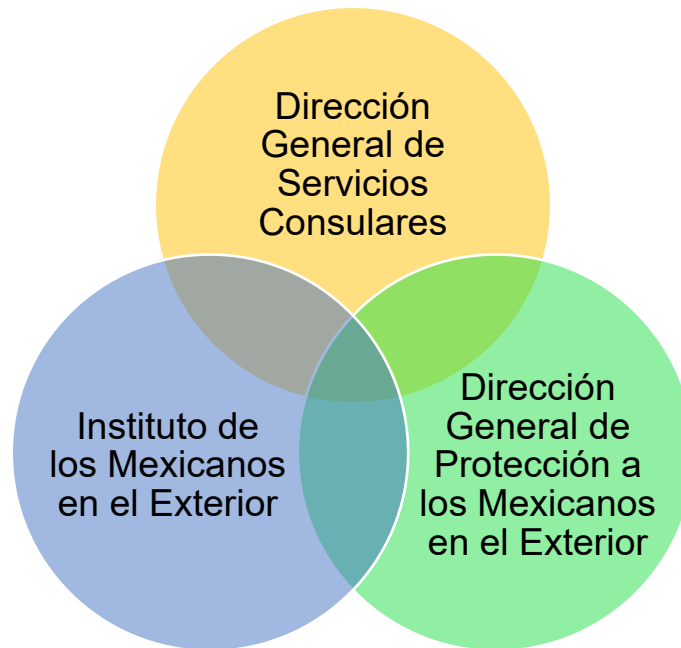 Dirección
General de
Servicios
Consulares
Instituto de
los Mexicanos
en el Exterior
Dirección
General de
Protección a
los Mexicanos
en el Exterior